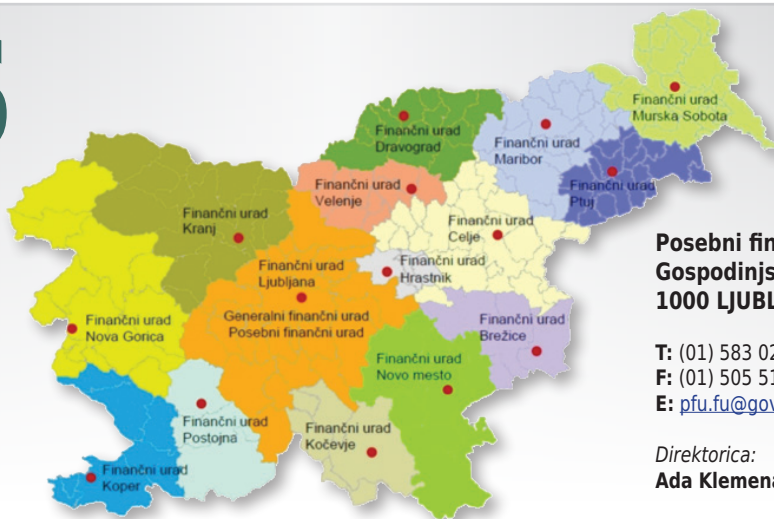 5
Finančni urad
Murska Sobota
Finančni urad
Dravograd
Finančni urad
Maribor
Finančni urad
Ptuj
Finančni urad
Velenje
Finančni urad
Kranj
Finančni urad
Celje
Finančni urad
Ljubljana
Generalni finančni urad
Posebni finančni urad
Finančni urad
Hrastnik
Finančni urad
Nova Gorica
Finančni urad
Brežice
Finančni urad
Novo mesto
Finančni urad
Postojna
Finančni urad
Kočevje
Finančni urad
Koper
Posebni fin
Gospodinjs
1000 LJUBL
T: (01) 583 02
F: (01) 505 51
E: pfu.fu@gov
Direktorica:
Ada Klemena